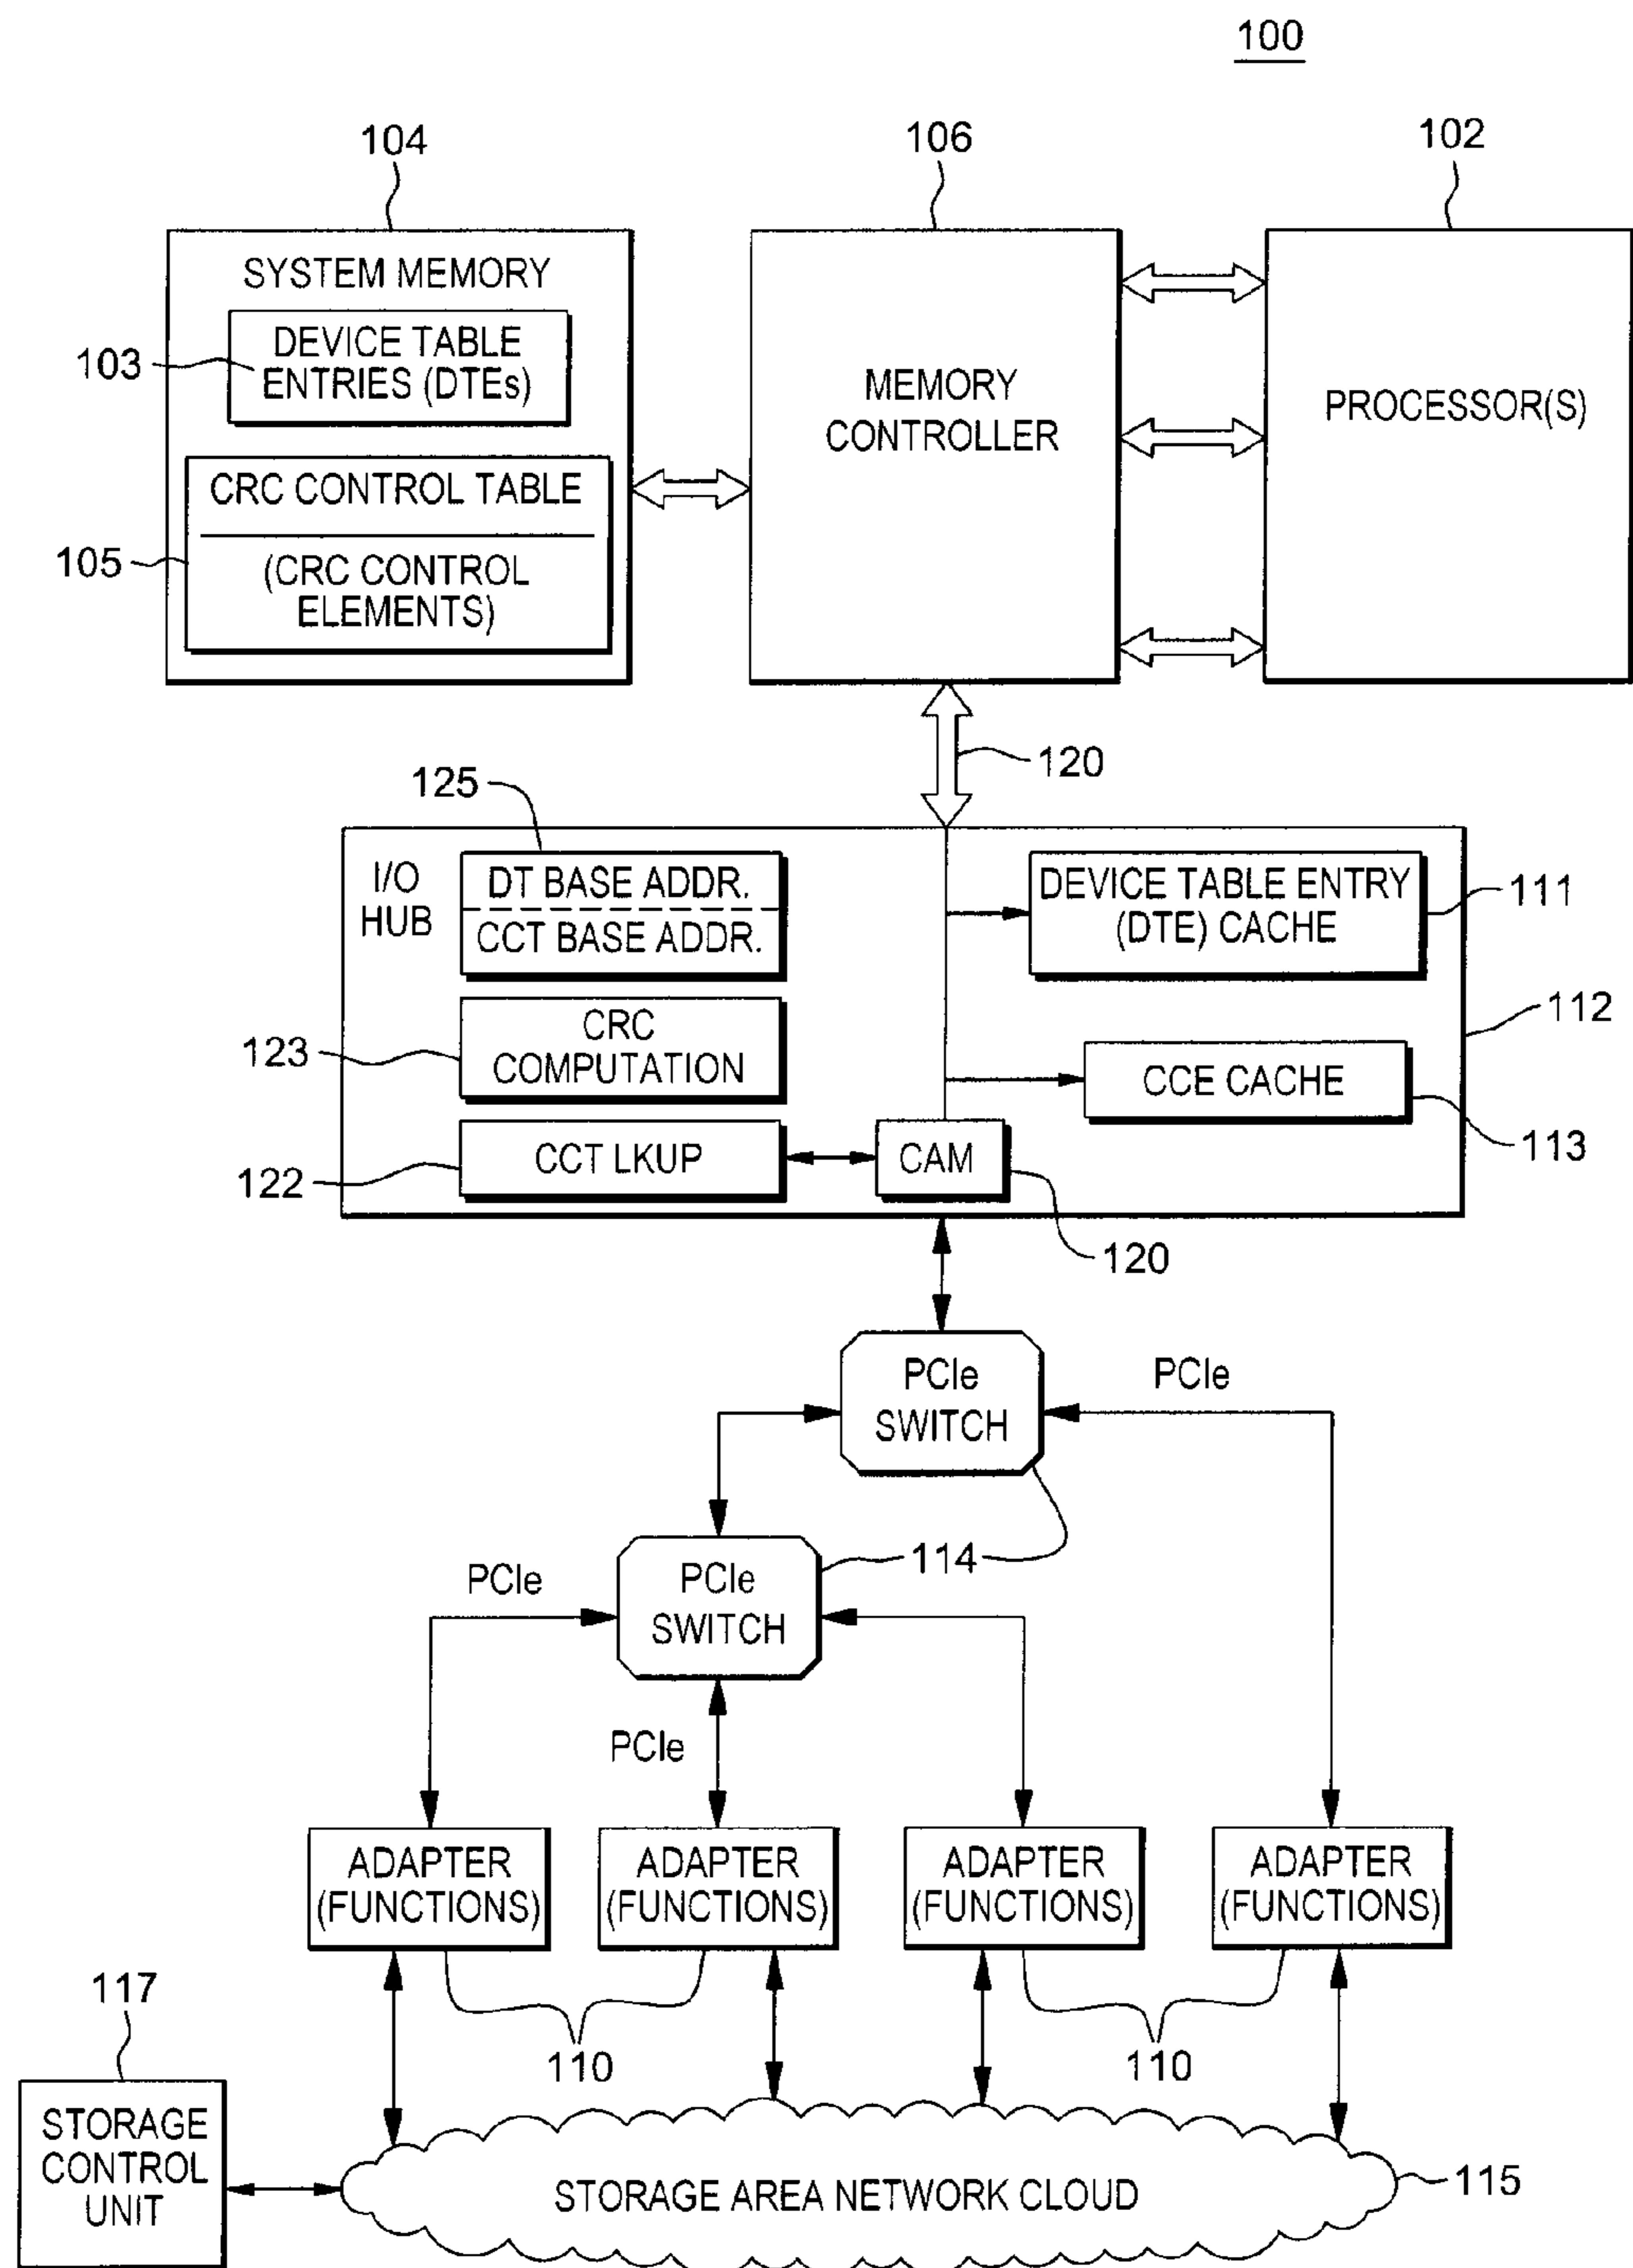 100
104
106
102
SYSTEM MEMORY
DEVICE TABLE
ENTRIES (DTEs)
103
CRC CONTROL TABLE
(CRC CONTROL
ELEMENTS)
105
MEMORY
CONTROLLER
PROCESSOR(S)
120
125
I/O
HUB
DT BASE ADDR.
CCT BASE ADDR.
DEVICE TABLE ENTRY
(DTE) CACHE
111
112
CRC
COMPUTATION
123
CCE CACHE
113
CCT LKUP
122
CAM
120
PCIe
SWITCH
PCIe
114
PCIe
PCIe
SWITCH
PCIe
ADAPTER
(FUNCTIONS)
ADAPTER
(FUNCTIONS)
ADAPTER
(FUNCTIONS)
ADAPTER
(FUNCTIONS)
110
110
117
STORAGE
CONTROL
UNIT
STORAGE AREA NETWORK CLOUD
115